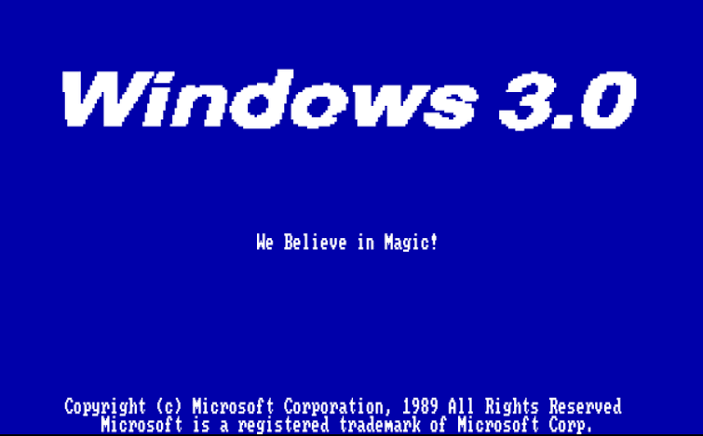 Windows 3.0
We Believe in Magic!
Copyright (c) Microsoft Corporation, 1989 All Rights Reserved
Microsoft is a registered trademark of Microsoft Corp.